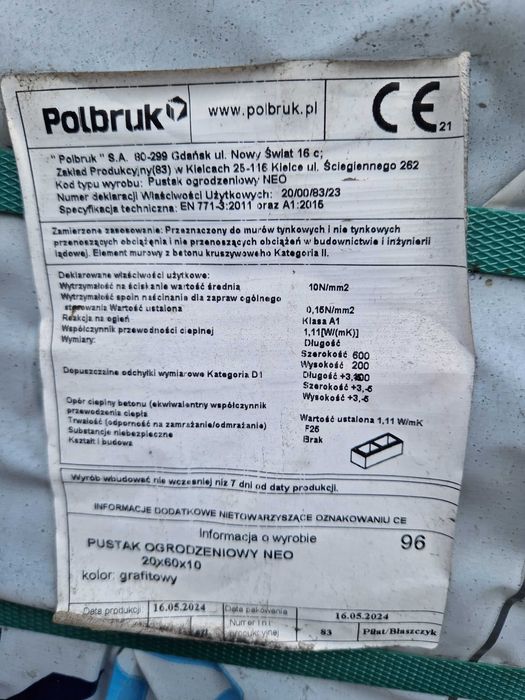 Polbruk www.polbruk.pl CE 21
"Polbruk" S.A. 80-299 Gdańsk ul. Nowy Świat 16 c;
Zakład Produkcyjny(83) w Kielcach 25-116 Kielce ul. Ściegiennego 262
Kod typu wyrobu: Pustak ogrodzeniowy NEO
Numer deklaracji Właściwości Użytkowych: 20/00/83/23
Specyfikacja techniczna: EN 771-3:2011 oraz A1:2015
Zamierzone zasosowanie: Przeznaczony do murów tynkowych i nie tynkowych
przenoszących obciążenia i nie przenoszących obciążeń w budownictwie i inżynierii
lądowej. Element murowy z betonu kruszywoweho Kategoria II.
Deklarowane właściwości użytkowe:
Wytrzymałość na ściskanie wartość średnia 10N/mm2
Wytrzymałość spoin naścinanie dla zapraw ogólnego
stosowania Wartość ustalona 0,15N/mm2
Reakcja na ogień Klasa A1
Współczynnik przewodności cieplnej 1,11[W/(mK)]
Wymiary: Długość
Szerokość 600
Wysokość 200
Dopuszczalne odchyłki wymiarowe Kategoria D1 Długość +3,
Szerokość +3,-5
Wysokość +3,-5
Opór cieplny betonu (ekwiwalentny współczynnik
przewodzenia ciepła Wartość ustalona 1,11 W/mK
Trwałość (odporność na zamrażanie/odmrażanie) F25
Substancje niebezpieczne Brak
Kształt i budowa
Wyrób wbudować nie wcześniej niż 7 dni od daty produkcji.
INFORMACJE DODATKOWE NIETOWARZYSZĄCE OZNAKOWANIU CE
Informacja o wyrobie 96
PUSTAK OGRODZENIOWY NEO
20x60x10
kolor: grafitowy
Data produkcji 16.05.2024 Data pakowania 16.05.2024
Numer linii produkcyjnej 83 Piłat/Błaszczyk